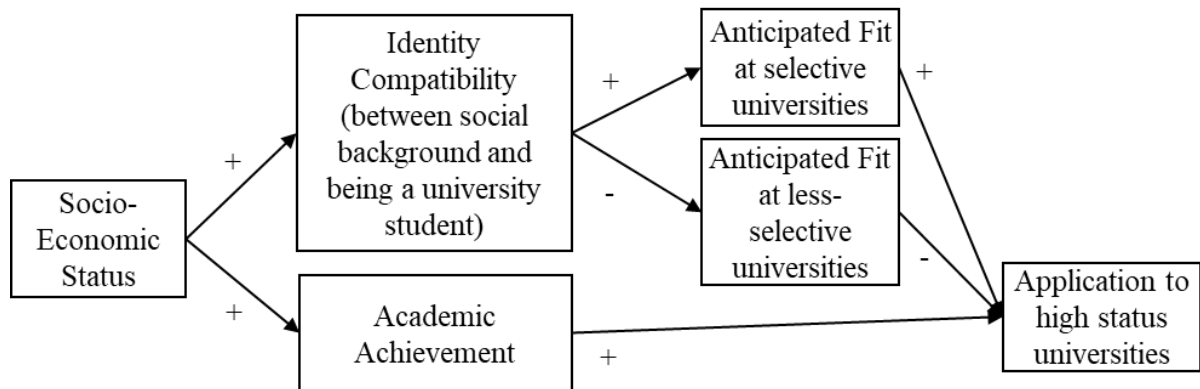 Socio-
Economic
Status
+
+
Identity
Compatibility
(between social
background and
being a university
student)
Academic
Achievement
+
-
Anticipated Fit
at selective
universities
Anticipated Fit
at less-
selective
universities
+
-
+
Application to
high status
universities